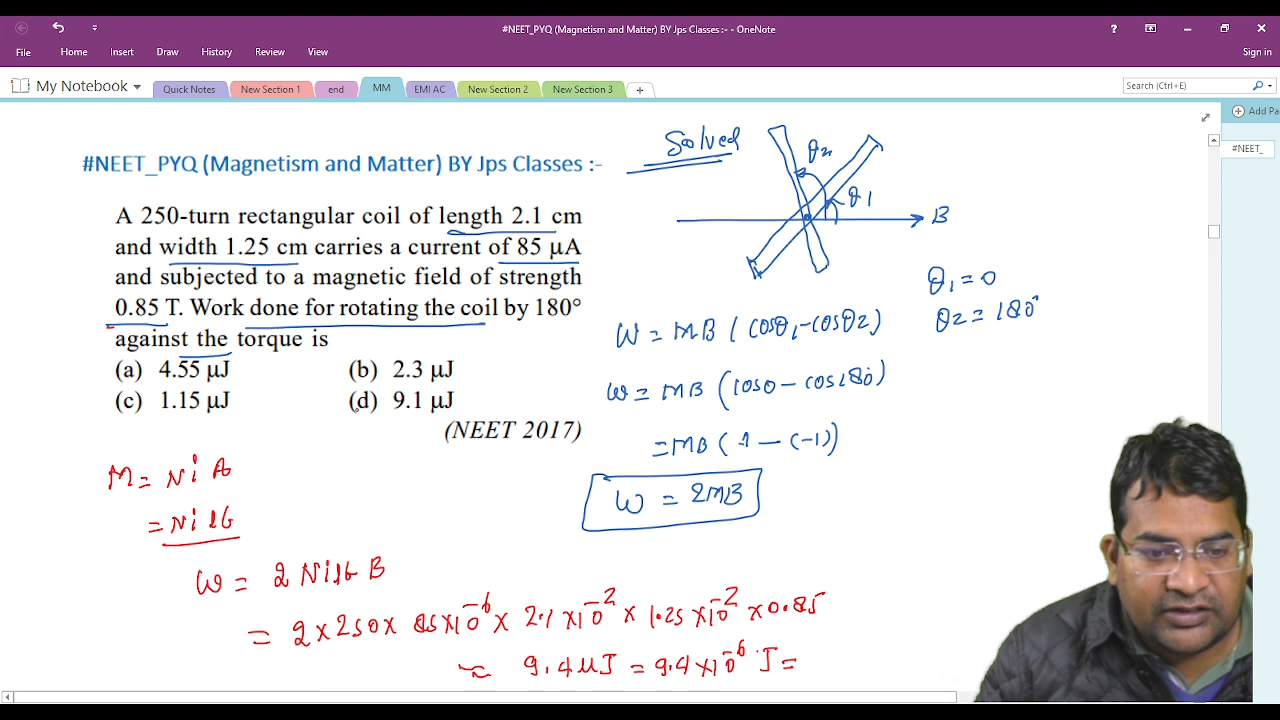 #NEET_PYQ (Magnetism and Matter) BY Jps Classes :- - OneNote
? 
Sign in
File Home Insert Draw History Review View
My Notebook Quick Notes New Section 1 end MM EMI AC New Section 2 New Section 3 +
Search (Ctrl+E)
Add Pa
#NEET_
#NEET_PYQ (Magnetism and Matter) BY Jps Classes :-
A 250-turn rectangular coil of length 2.1 cm
and width 1.25 cm carries a current of 85 μA
and subjected to a magnetic field of strength
0.85 T. Work done for rotating the coil by 180°
against the torque is
(a) 4.55 μJ (b) 2.3 μJ
(c) 1.15 μJ (d) 9.1 μJ
(NEET 2017)
Solved
θ2
θ1
B
θ1 = 0
θ2 = 180°
W = MB (cosθ1 - cosθ2)
W = MB (cos0 - cos180)
= MB (1 - (-1))
W = 2MB
M = NiA
= Nilb
W = 2NilbB
= 2 × 250 × 85×10^-6 × 2.1×10^-2 × 1.25×10^-2 × 0.85
≈ 9.4 μJ = 9.4×10^-6 J =